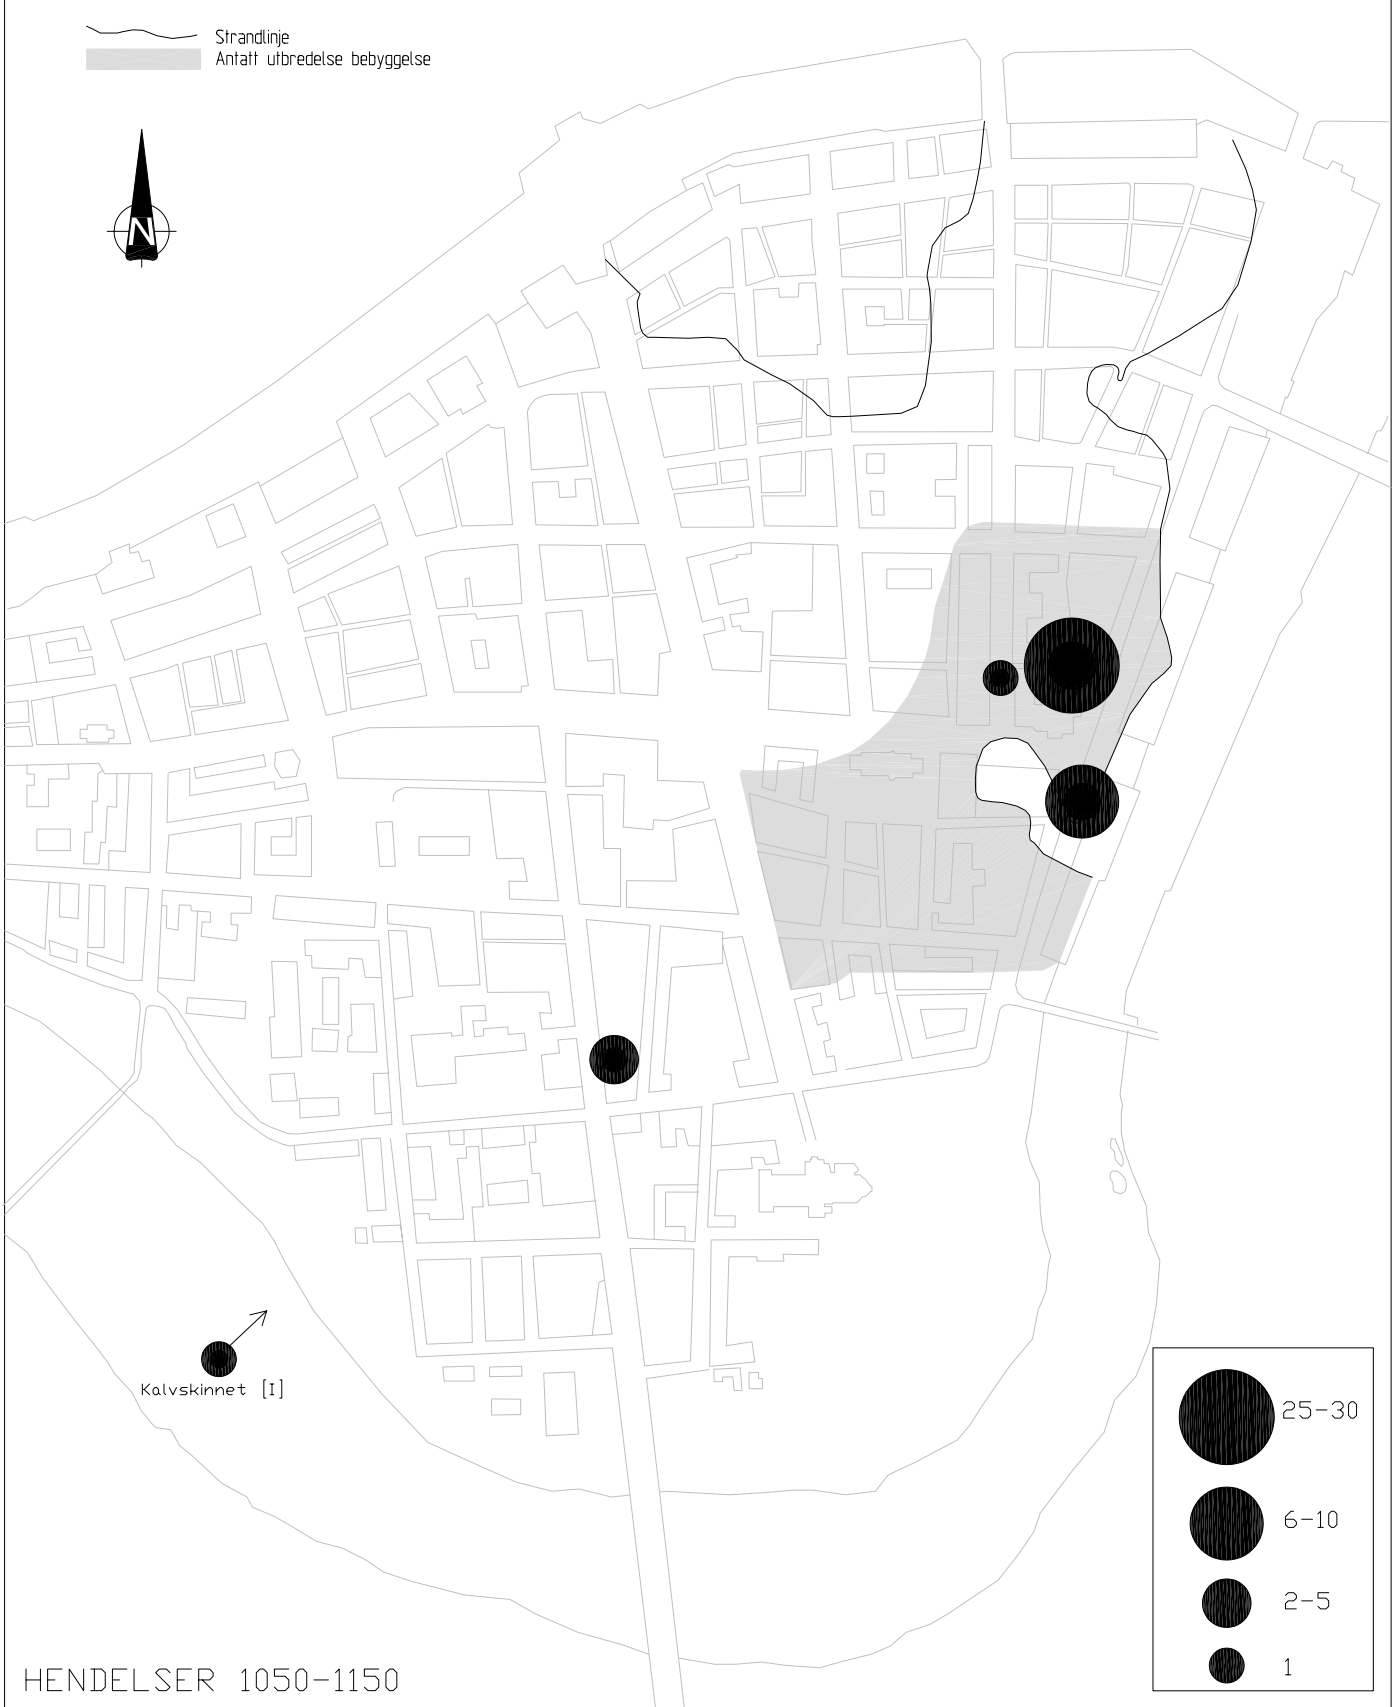 Strandlinje
Antatt utbredelse bebyggelse
N
Kalvskinnet [I]
25-30
6-10
2-5
1
HENDELSER 1050-1150